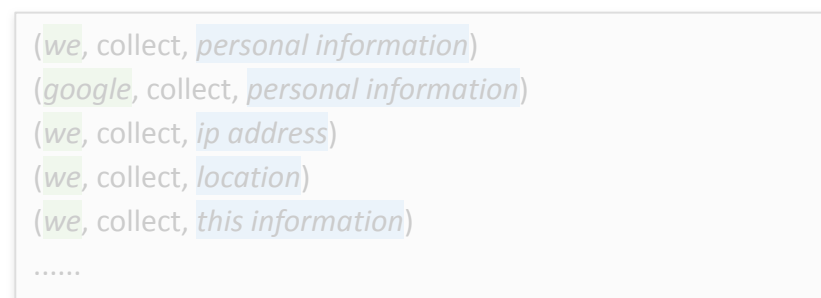 (we, collect, personal information)
(google, collect, personal information)
(we, collect, ip address)
(we, collect, location)
(we, collect, this information)
......